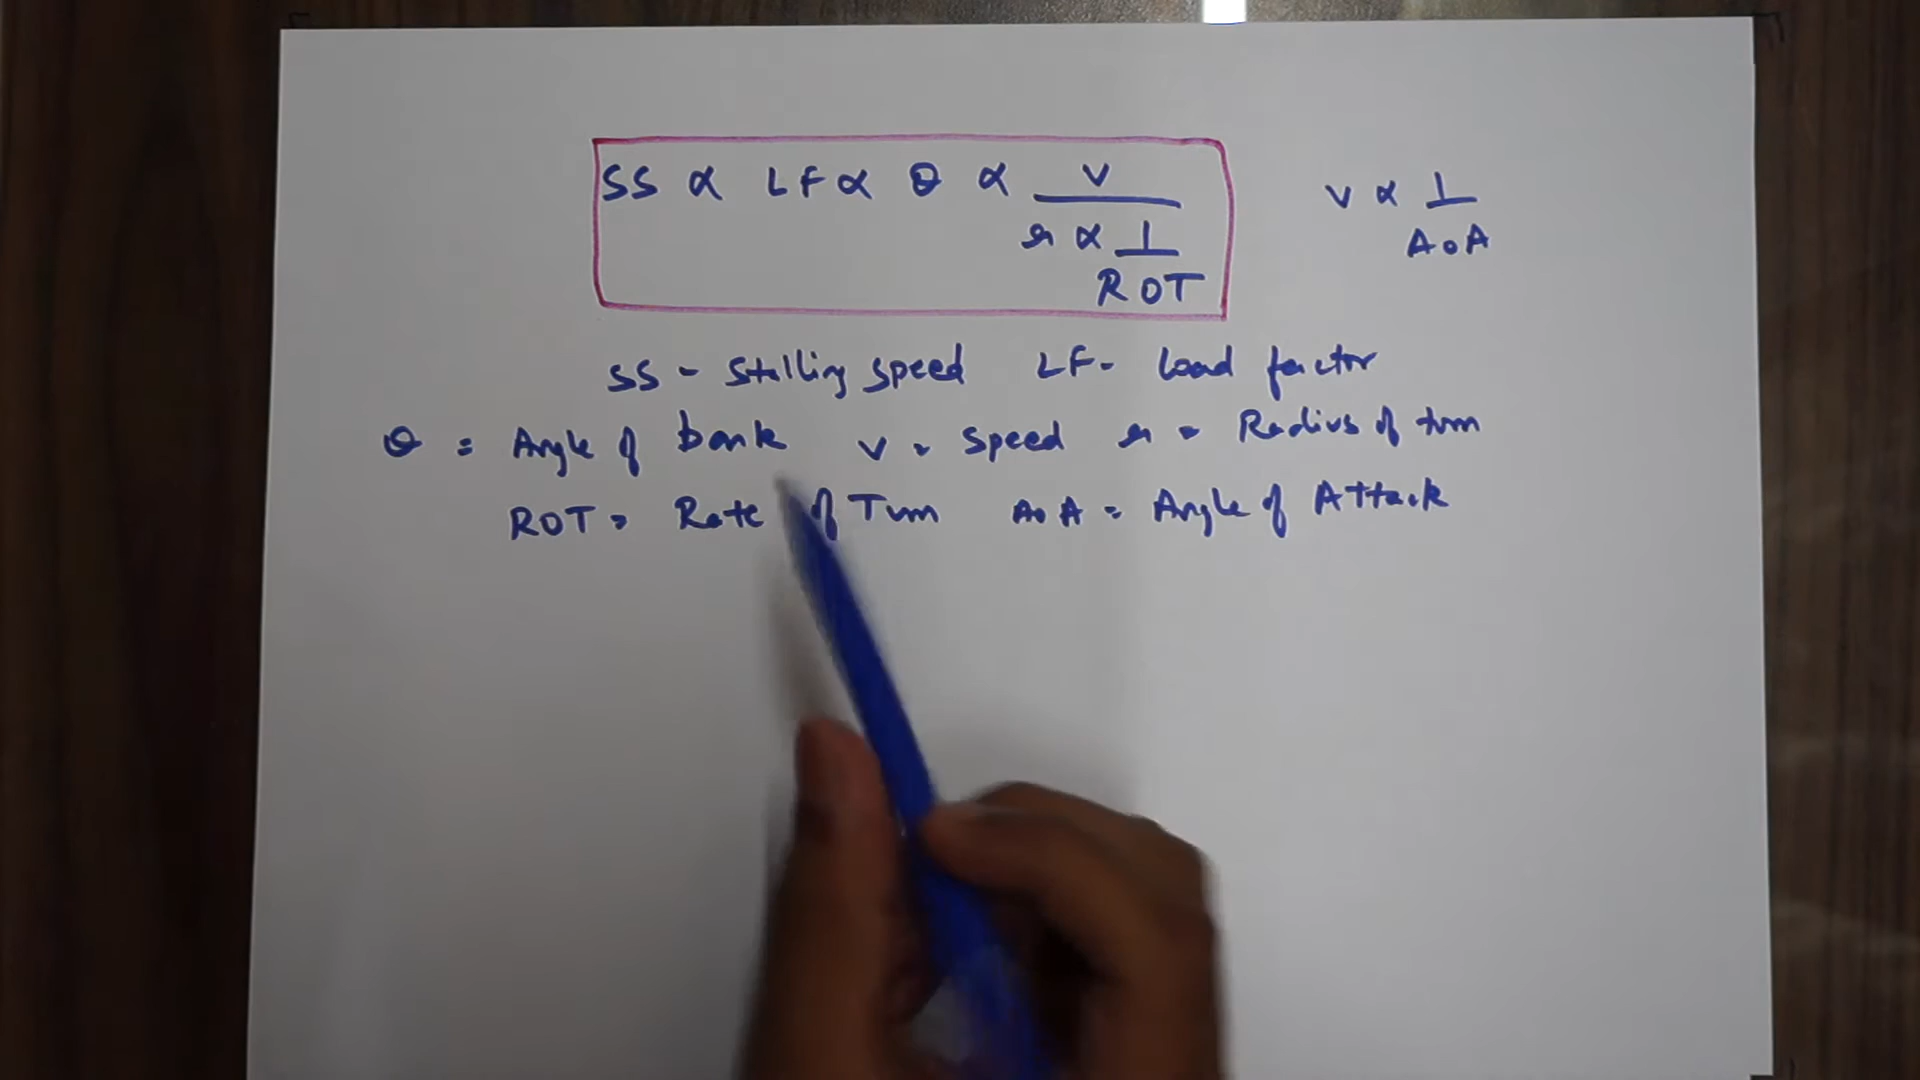 SS ∝ LF ∝ θ ∝ v
r ∝ 1
ROT
v ∝ 1
AoA
SS - Stalling speed LF - Load factor
θ = Angle of bank v = Speed r = Radius of turn
ROT = Rate of Turn AoA = Angle of Attack